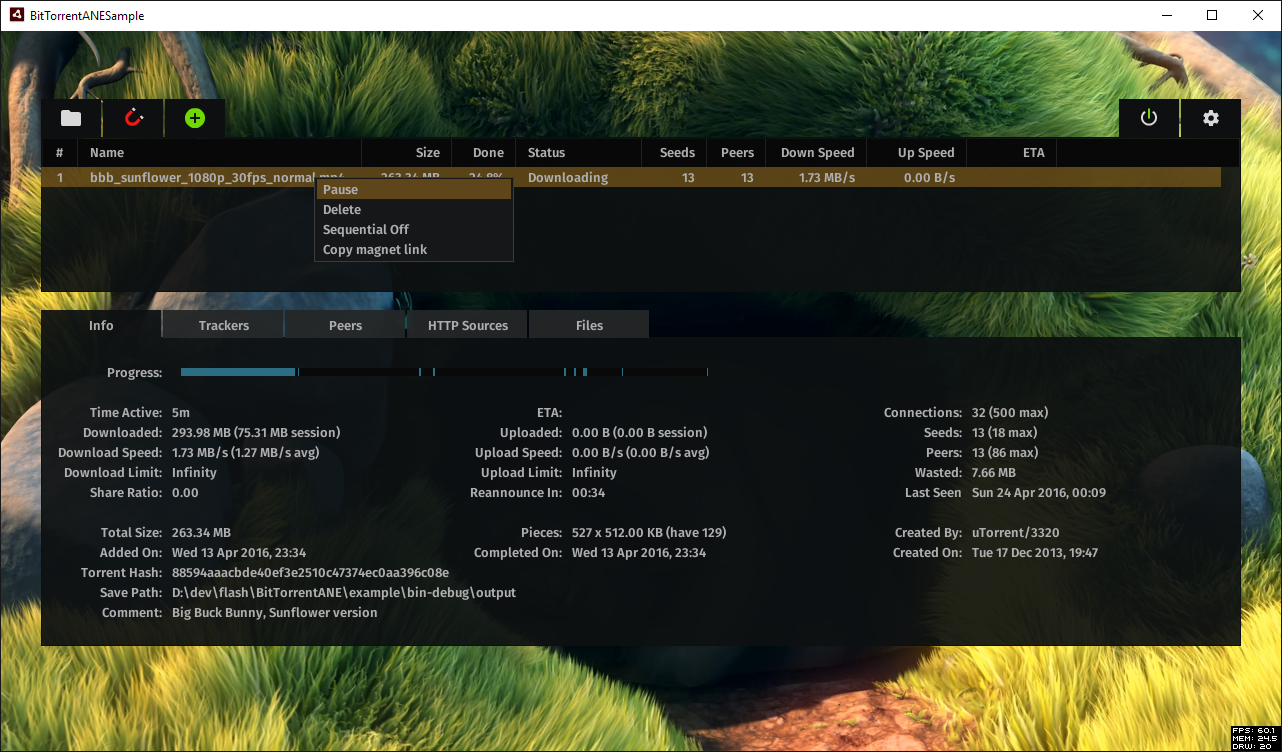 BitTorrentANESample
# Name Size Done Status Seeds Peers Down Speed Up Speed ETA
1 bbb_sunflower_1080p_30fps_normal.mp4 263.34 MB 24.8% Downloading 13 13 1.73 MB/s 0.00 B/s
Pause
Delete
Sequential Off
Copy magnet link
Info Trackers Peers HTTP Sources Files
Progress:
Time Active: 5m ETA: Connections: 32 (500 max)
Downloaded: 293.98 MB (75.31 MB session) Uploaded: 0.00 B (0.00 B session) Seeds: 13 (18 max)
Download Speed: 1.73 MB/s (1.27 MB/s avg) Upload Speed: 0.00 B/s (0.00 B/s avg) Peers: 13 (86 max)
Download Limit: Infinity Upload Limit: Infinity Wasted: 7.66 MB
Share Ratio: 0.00 Reannounce In: 00:34 Last Seen Sun 24 Apr 2016, 00:09
Total Size: 263.34 MB Pieces: 527 x 512.00 KB (have 129) Created By: uTorrent/3320
Added On: Wed 13 Apr 2016, 23:34 Completed On: Wed 13 Apr 2016, 23:34 Created On: Tue 17 Dec 2013, 19:47
Torrent Hash: 88594aaacbde40ef3e2510c47374ec0aa396c08e
Save Path: D:\dev\flash\BitTorrentANE\example\bin-debug\output
Comment: Big Buck Bunny, Sunflower version
FPS: 60.1
MEM: 24.5
DRW: 20